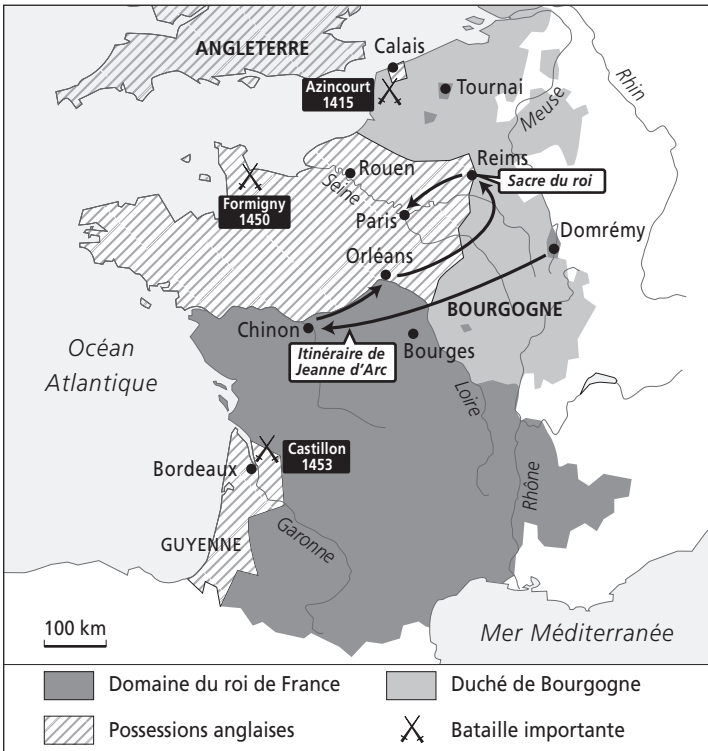 ANGLETERRE
Calais
Azincourt
1415
Tournai
Meuse
Rhin
Rouen
Seine
Reims
Sacre du roi
Formigny
1450
Paris
Domrémy
Orléans
BOURGOGNE
Chinon
Bourges
Itinéraire de
Jeanne d’Arc
Océan
Atlantique
Loire
Castillon
1453
Bordeaux
Rhône
GUYENNE
Garonne
100 km
Mer Méditerranée
Domaine du roi de France
Duché de Bourgogne
Possessions anglaises
Bataille importante